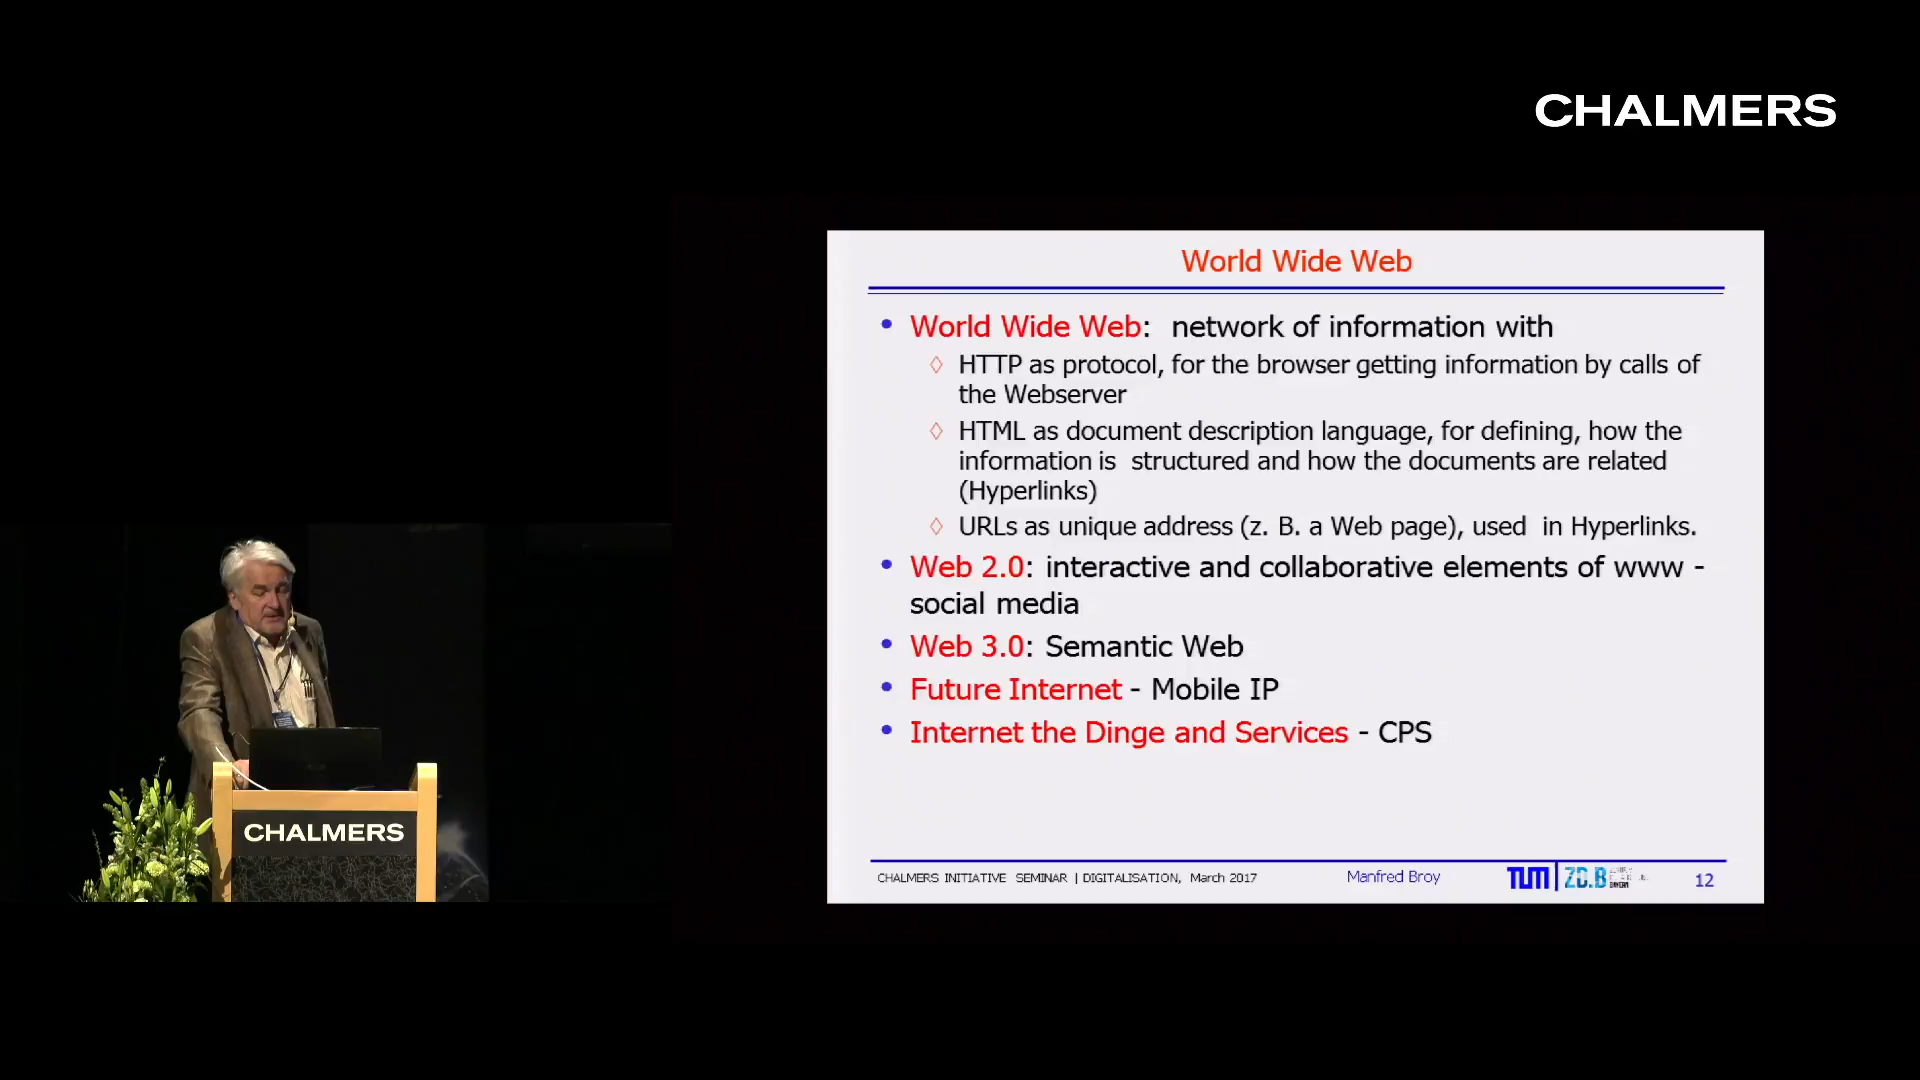 CHALMERS
World Wide Web
• World Wide Web: network of information with
◊ HTTP as protocol, for the browser getting information by calls of
the Webserver
◊ HTML as document description language, for defining, how the
information is structured and how the documents are related
(Hyperlinks)
◊ URLs as unique address (z. B. a Web page), used in Hyperlinks.
• Web 2.0: interactive and collaborative elements of www -
social media
• Web 3.0: Semantic Web
• Future Internet - Mobile IP
• Internet the Dinge and Services - CPS
CHALMERS INITIATIVE SEMINAR | DIGITALISATION, March 2017 Manfred Broy TUM ZD.B 12
CHALMERS